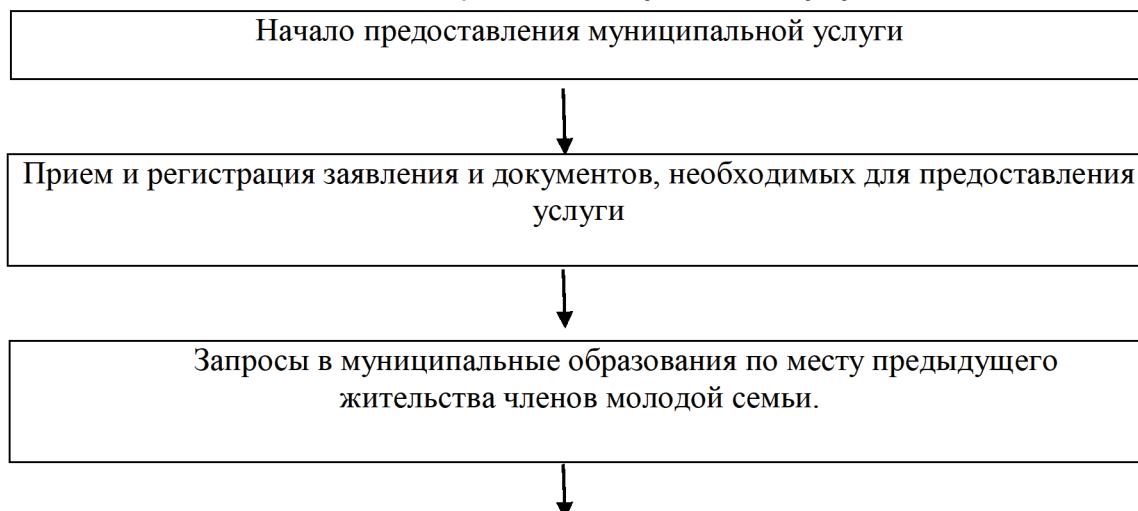 Начало предоставления муниципальной услуги
Прием и регистрация заявления и документов, необходимых для предоставления
услуги
Запросы в муниципальные образования по месту предыдущего
жительства членов молодой семьи.